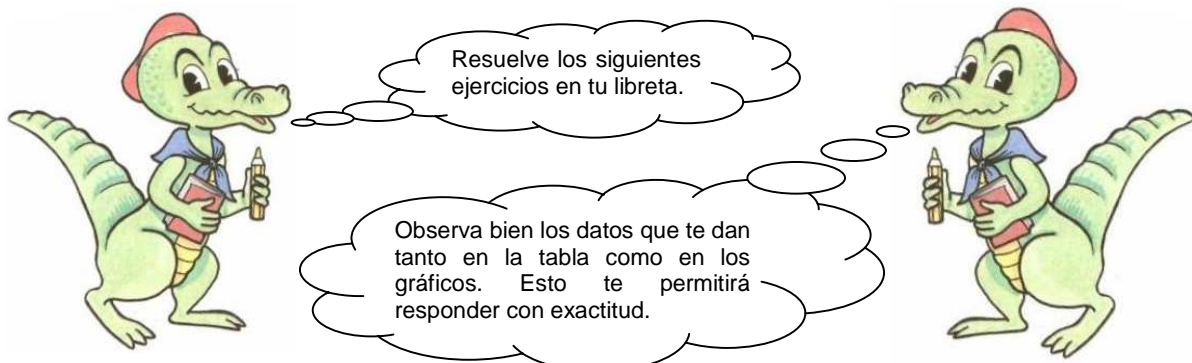 Resuelve los siguientes
ejercicios en tu libreta.
Observa bien los datos que te dan
tanto en la tabla como en los
gráficos. Esto te permitirá
responder con exactitud.